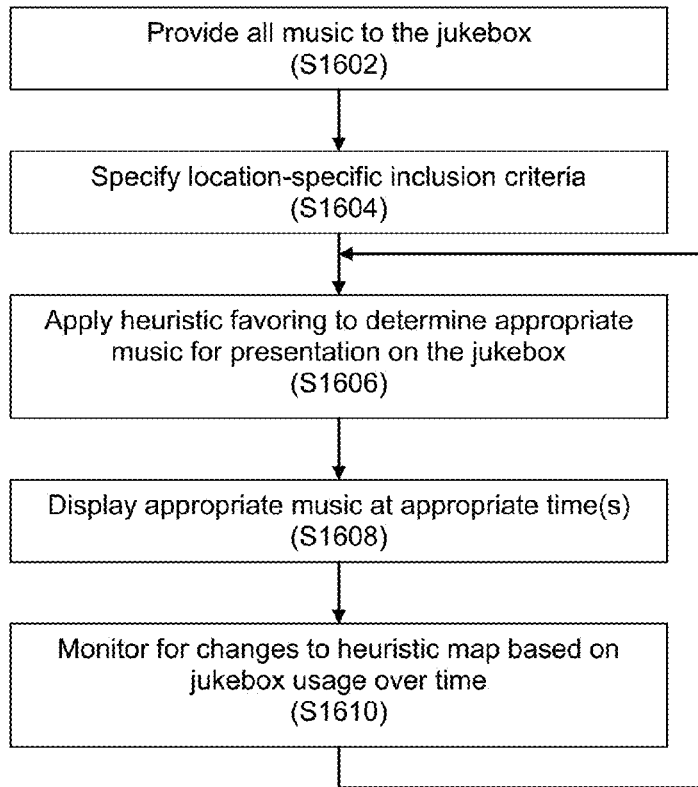 Provide all music to the jukebox
(S1602)
Specify location-specific inclusion criteria
(S1604)
Apply heuristic favoring to determine appropriate
music for presentation on the jukebox
(S1606)
Display appropriate music at appropriate time(s)
(S1608)
Monitor for changes to heuristic map based on
jukebox usage over time
(S1610)